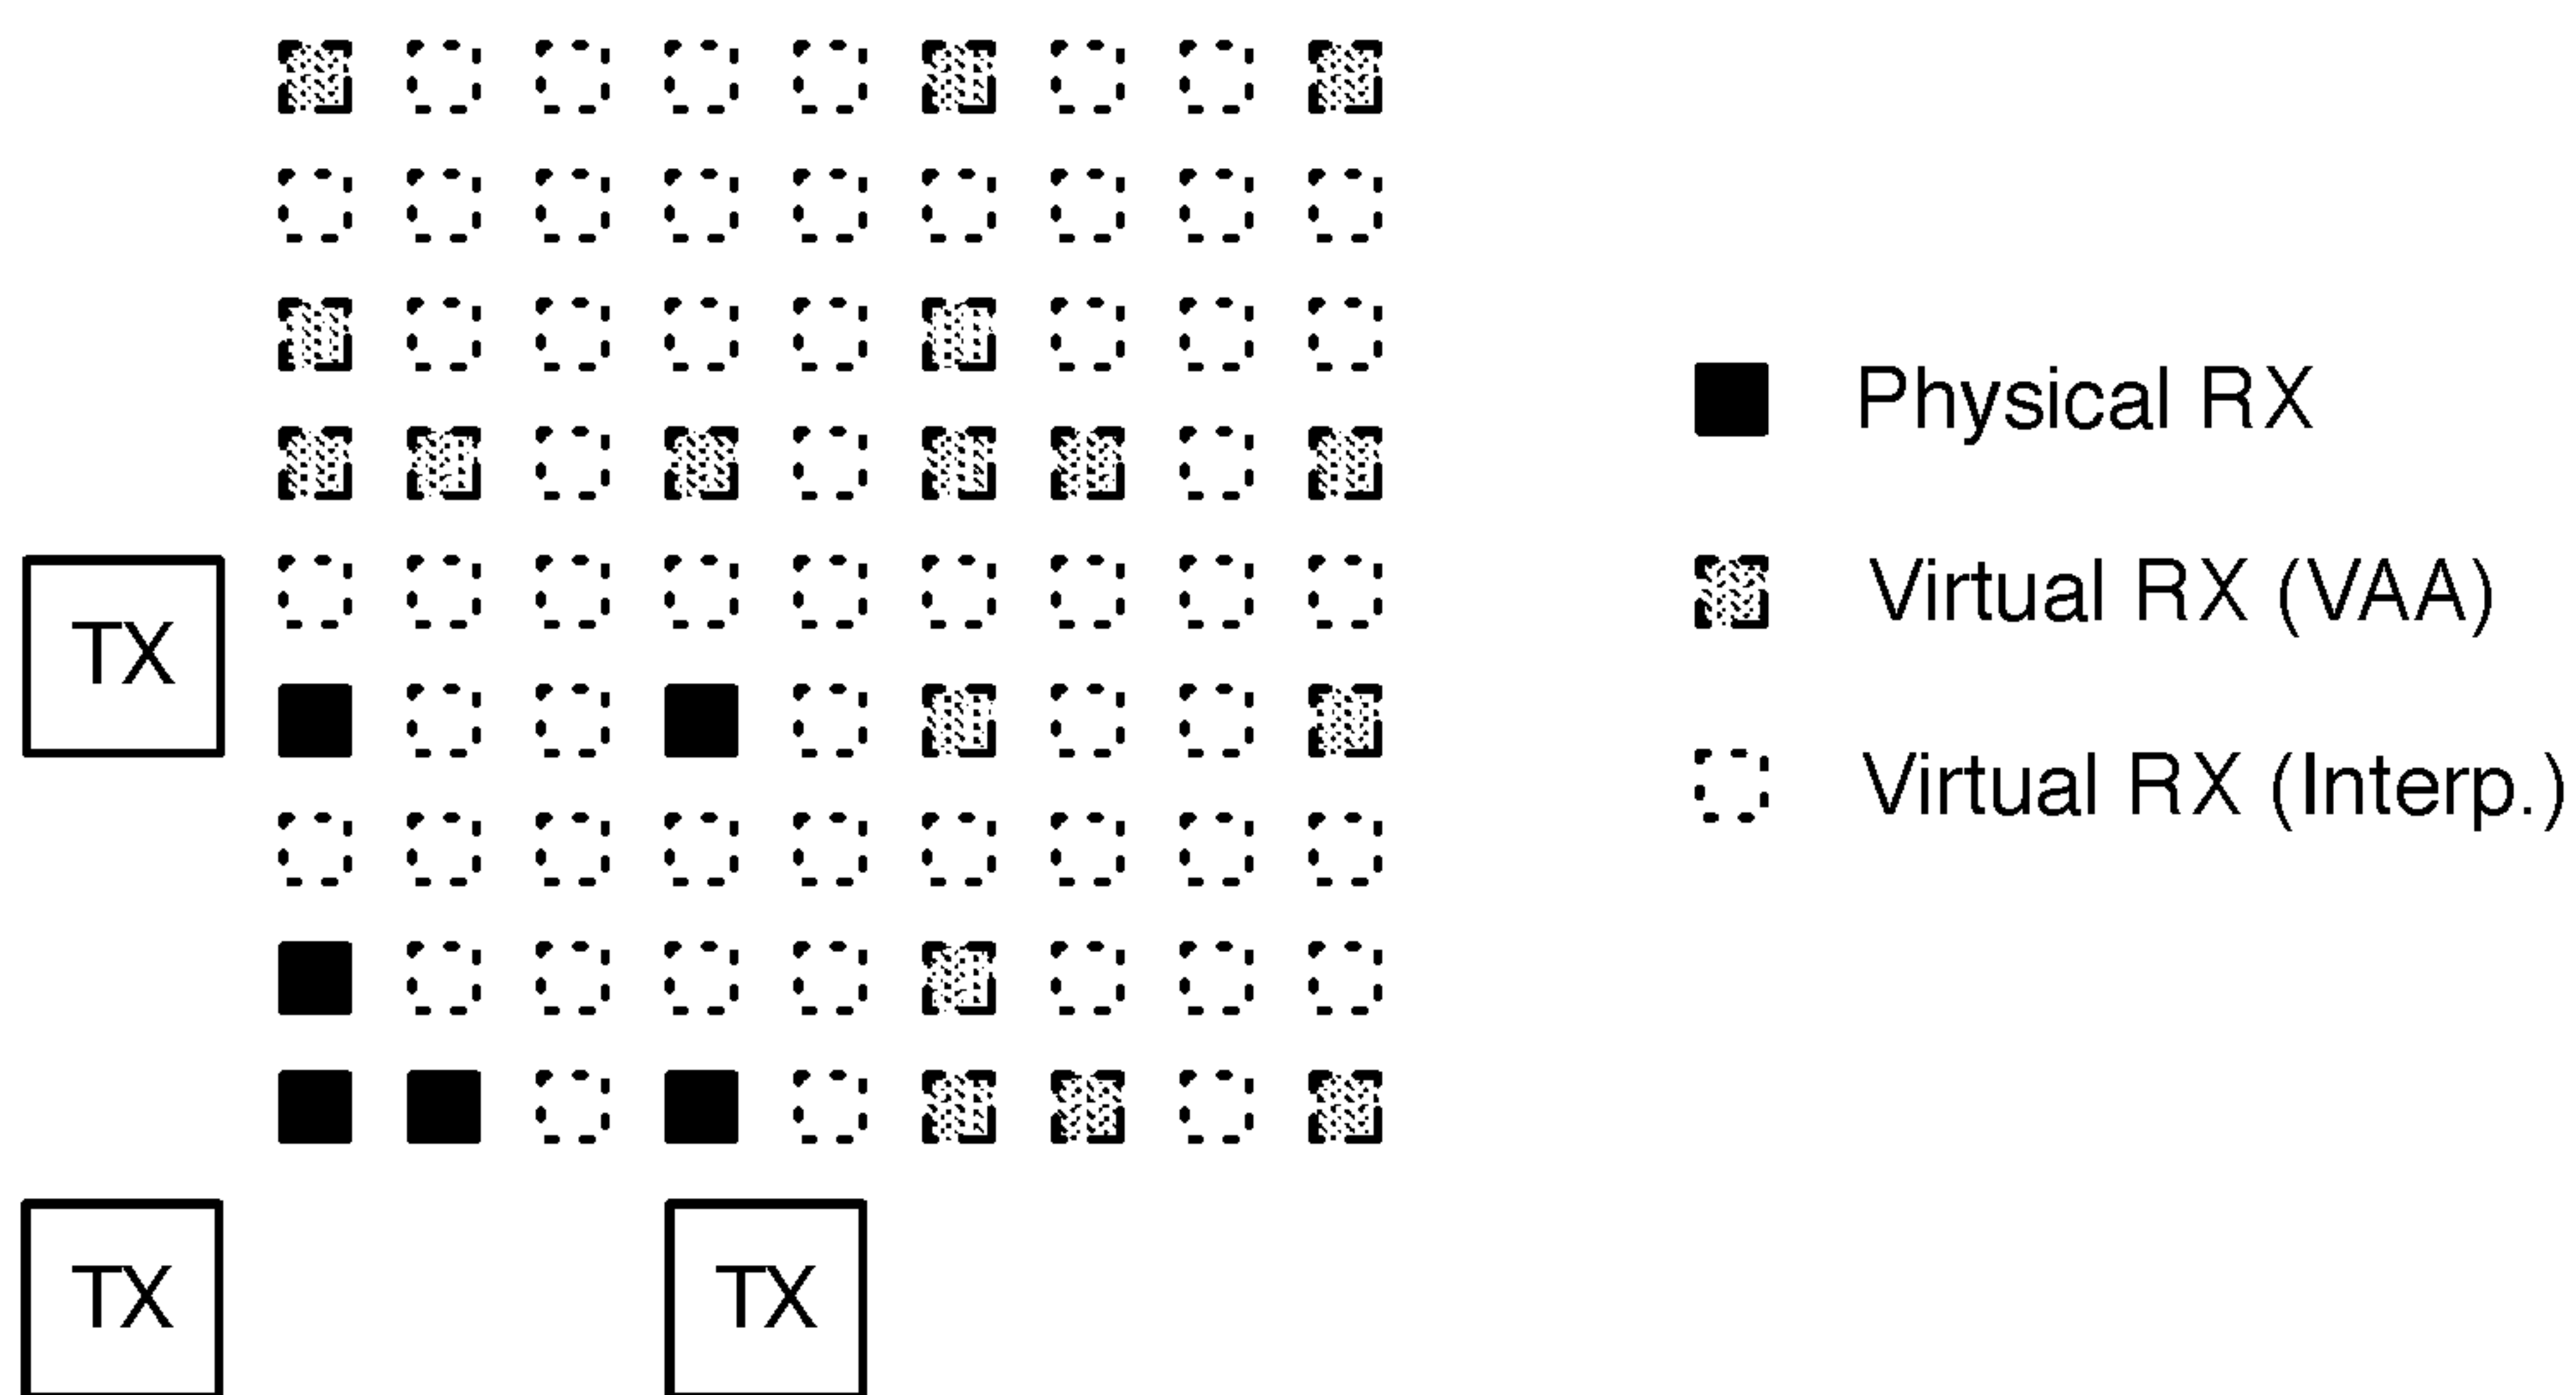 Physical RX
Virtual RX (VAA)
TX
Virtual RX (Interp.)
TX
TX